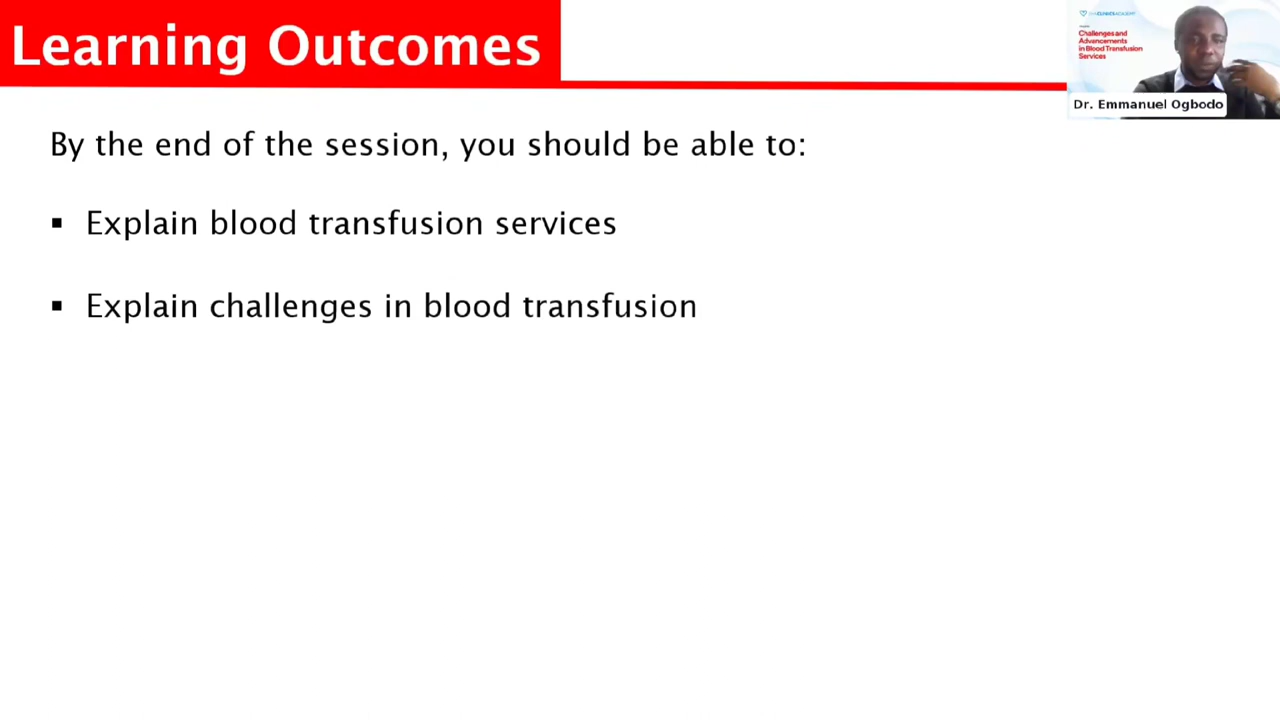 Learning Outcomes
By the end of the session, you should be able to:
▪ Explain blood transfusion services
▪ Explain challenges in blood transfusion
Challenges and
Advancements
in Blood Transfusion
Services
Dr. Emmanuel Ogbodo